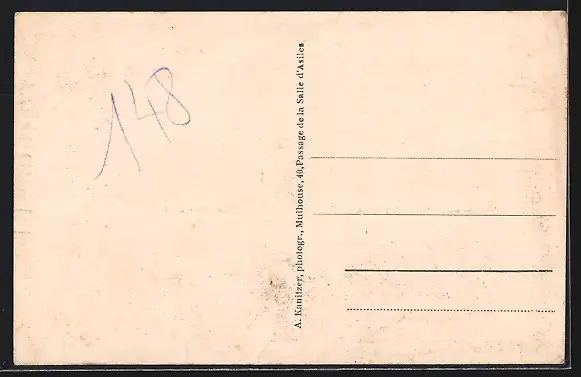 148
A. Kanitzer, photogr., Mulhouse, 40, Passage de la Salle d'Asiles